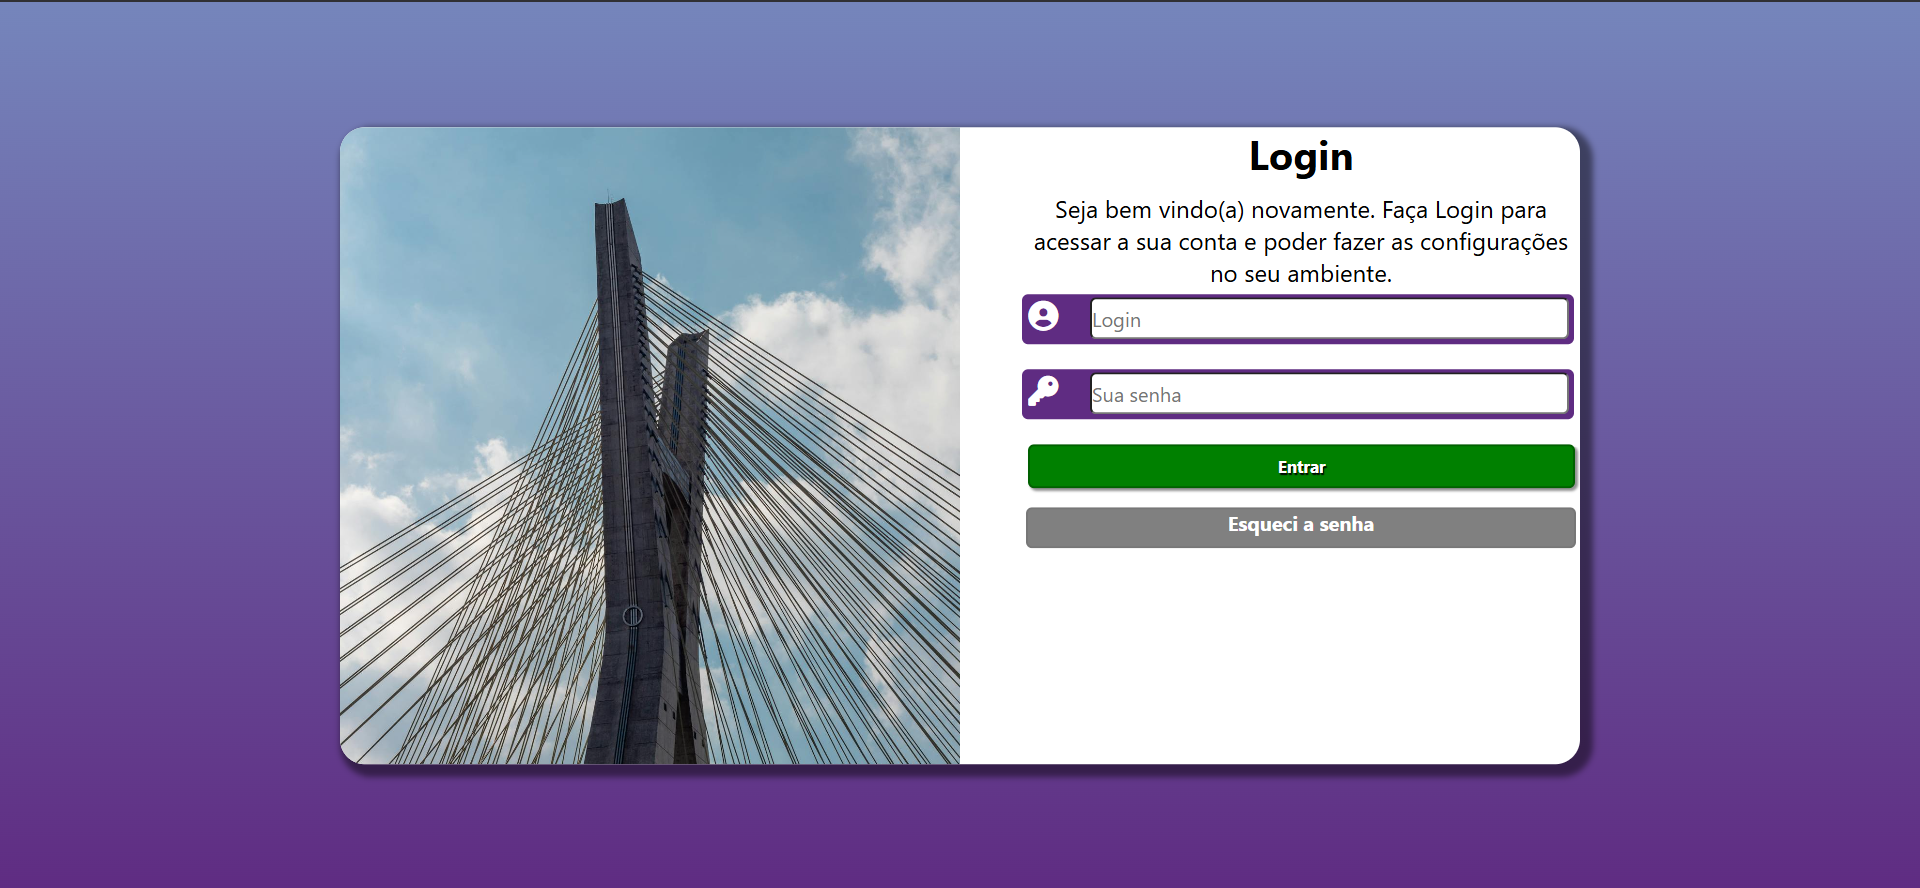 Login
Seja bem vindo(a) novamente. Faça Login para
acessar a sua conta e poder fazer as configurações
no seu ambiente.
Login
Sua senha
Entrar
Esqueci a senha